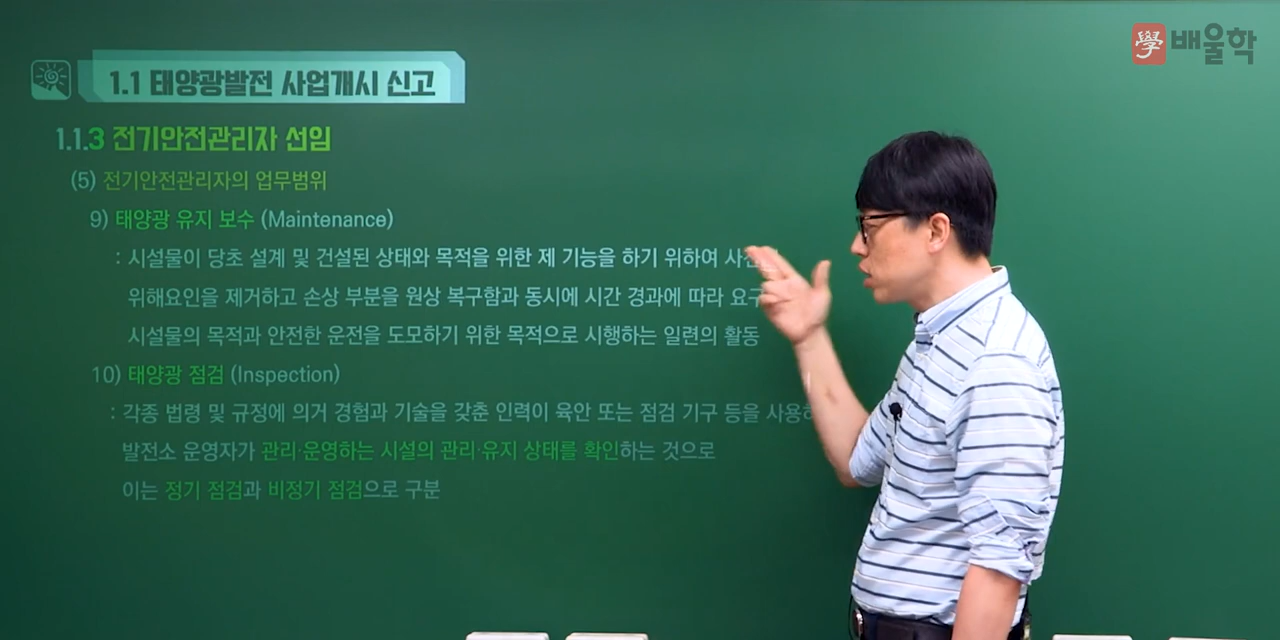 學 배울학
1.1 태양광발전 사업개시 신고
1.1.3 전기안전관리자 선임
(5) 전기안전관리자의 업무범위
9) 태양광 유지 보수 (Maintenance)
: 시설물이 당초 설계 및 건설된 상태와 목적을 위한 제 기능을 하기 위하여
위해요인을 제거하고 손상 부분을 원상 복구함과 동시에 시간 경과에 따라
시설물의 목적과 안전한 운전을 도모하기 위한 목적으로 시행하는 일련의 활동
10) 태양광 점검 (Inspection)
: 각종 법령 및 규정에 의거 경험과 기술을 갖춘 인력이 육안 또는 점검 기구 등을
발전소 운영자가 관리·운영하는 시설의 관리·유지 상태를 확인하는 것으로
이는 정기 점검과 비정기 점검으로 구분